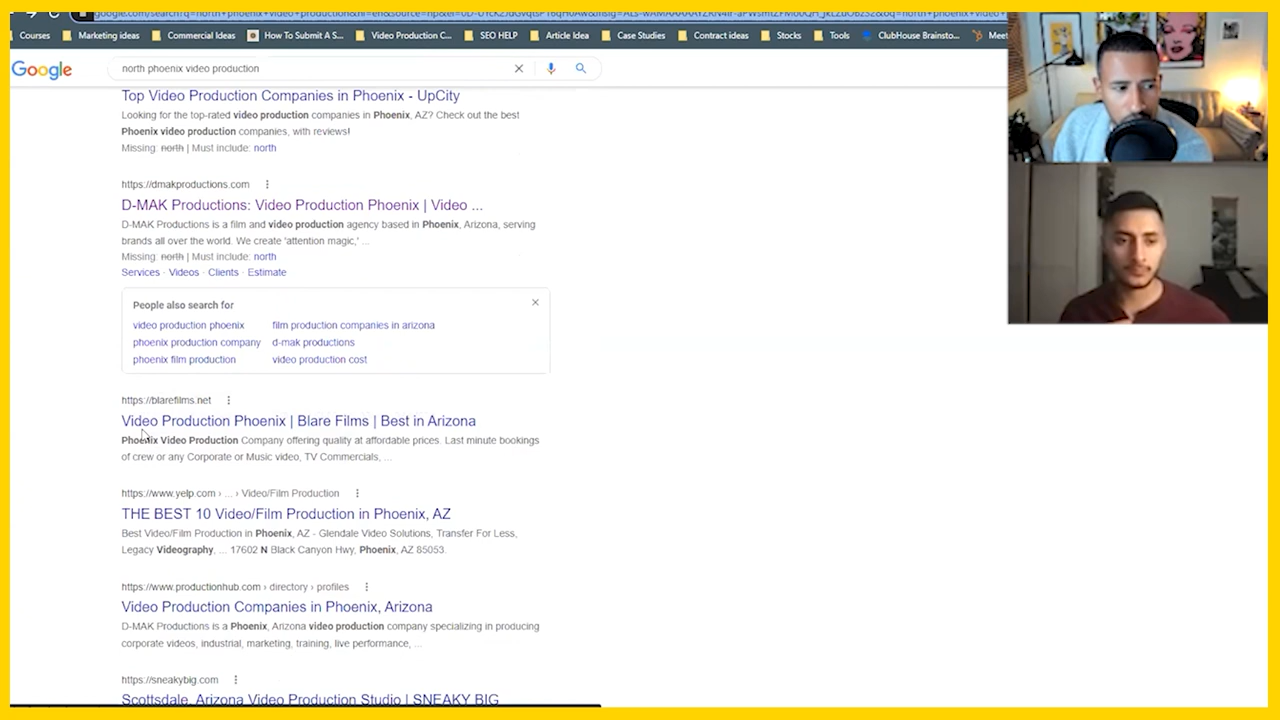 Courses
Marketing ideas
Commercial Ideas
How To Submit A S...
Video Production C...
SEO HELP
Article Idea
Case Studies
Contract ideas
Stocks
Tools
ClubHouse Brainsto...
Meet
Google
north phoenix video production
Top Video Production Companies in Phoenix - UpCity
Looking for the top-rated video production companies in Phoenix, AZ? Check out the best
Phoenix video production companies, with reviews!
Missing: north | Must include: north
https://dmakproductions.com
D-MAK Productions: Video Production Phoenix | Video ...
D-MAK Productions is a film and video production agency based in Phoenix, Arizona, serving
brands all over the world. We create 'attention magic,' ...
Missing: north | Must include: north
Services · Videos · Clients · Estimate
People also search for
video production phoenix film production companies in arizona
phoenix production company d-mak productions
phoenix film production video production cost
https://blarefilms.net
Video Production Phoenix | Blare Films | Best in Arizona
Phoenix Video Production Company offering quality at affordable prices. Last minute bookings
of crew or any Corporate or Music video, TV Commercials, ...
https://www.yelp.com › ... › Video/Film Production
THE BEST 10 Video/Film Production in Phoenix, AZ
Best Video/Film Production in Phoenix, AZ - Glendale Video Solutions, Transfer For Less,
Legacy Videography, ... 17602 N Black Canyon Hwy, Phoenix, AZ 85053.
https://www.productionhub.com › directory › profiles
Video Production Companies in Phoenix, Arizona
D-MAK Productions is a Phoenix, Arizona video production company specializing in producing
corporate videos, industrial, marketing, training, live performance, ...
https://sneakybig.com
Scottsdale, Arizona Video Production Studio | SNEAKY BIG